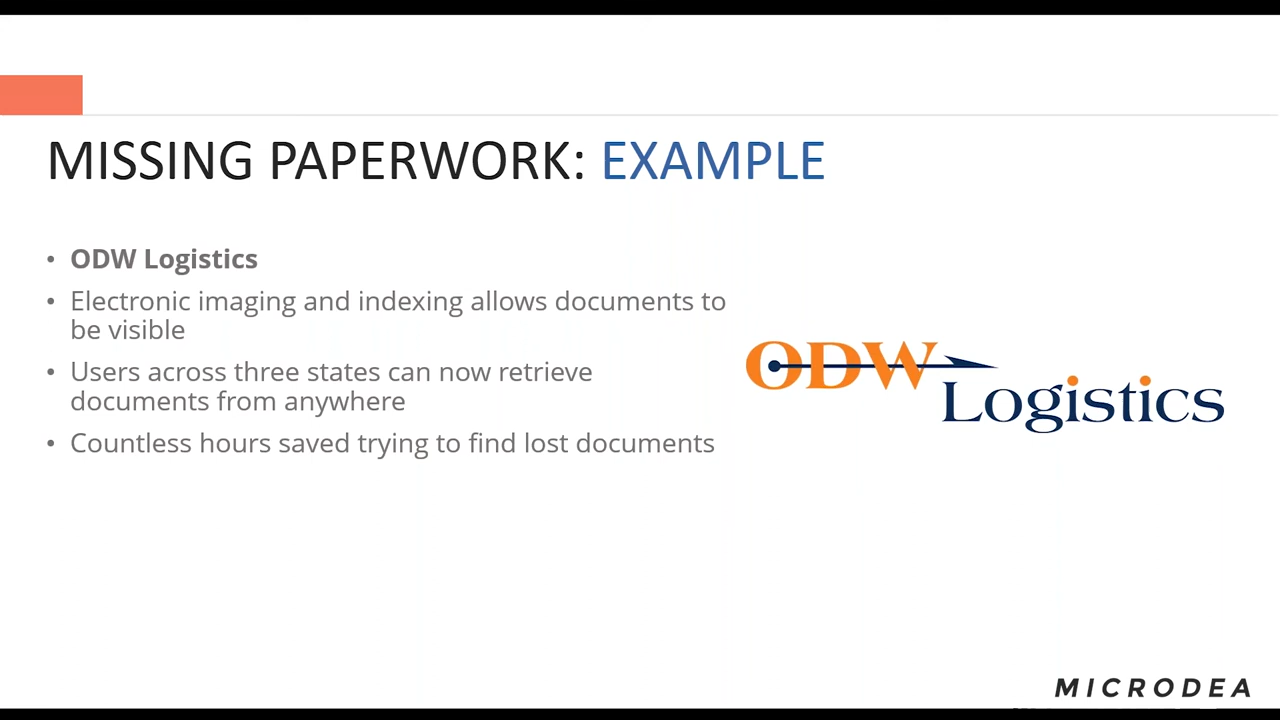 MISSING PAPERWORK: EXAMPLE
• ODW Logistics
• Electronic imaging and indexing allows documents to
be visible
• Users across three states can now retrieve
documents from anywhere
• Countless hours saved trying to find lost documents
ODW
Logistics
MICRODEA